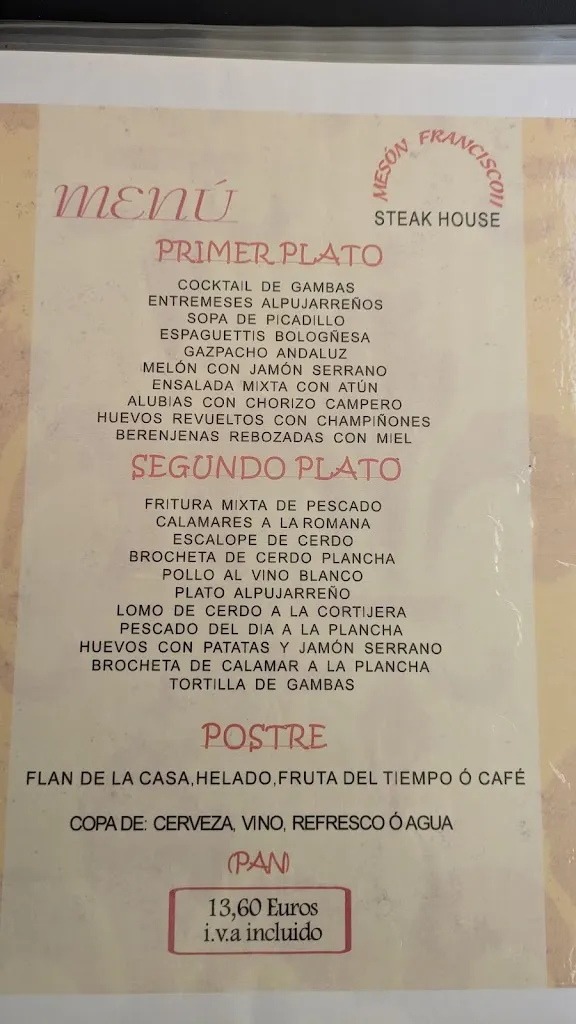 MESÓN FRANCISCO II
STEAK HOUSE
MENÚ
PRIMER PLATO
COCKTAIL DE GAMBAS
ENTREMESES ALPUJARREÑOS
SOPA DE PICADILLO
ESPAGUETTIS BOLOGÑESA
GAZPACHO ANDALUZ
MELÓN CON JAMÓN SERRANO
ENSALADA MIXTA CON ATÚN
ALUBIAS CON CHORIZO CAMPERO
HUEVOS REVUELTOS CON CHAMPIÑONES
BERENJENAS REBOZADAS CON MIEL
SEGUNDO PLATO
FRITURA MIXTA DE PESCADO
CALAMARES A LA ROMANA
ESCALOPE DE CERDO
BROCHETA DE CERDO PLANCHA
POLLO AL VINO BLANCO
PLATO ALPUJARREÑO
LOMO DE CERDO A LA CORTIJERA
PESCADO DEL DIA A LA PLANCHA
HUEVOS CON PATATAS Y JAMÓN SERRANO
BROCHETA DE CALAMAR A LA PLANCHA
TORTILLA DE GAMBAS
POSTRE
FLAN DE LA CASA,HELADO,FRUTA DEL TIEMPO Ó CAFÉ
COPA DE: CERVEZA, VINO, REFRESCO Ó AGUA
(PAN)
13,60 Euros
i.v.a incluido